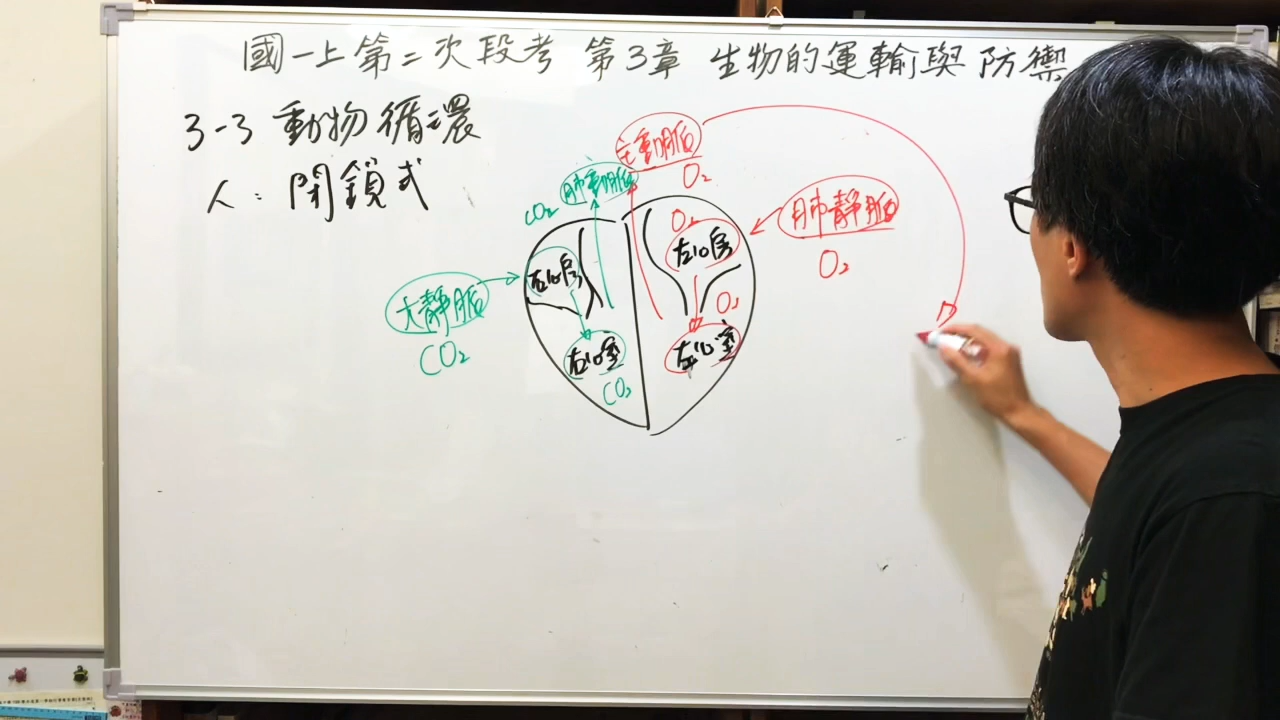 國一上第二次段考 第3章 生物的運輸與防禦
3-3 動物循環
人：閉鎖式
主動脈
O₂
肺動脈
CO₂
肺靜脈
O₂
O₂
左心房
右心房
大靜脈
CO₂
O₂
左心室
右心室
CO₂